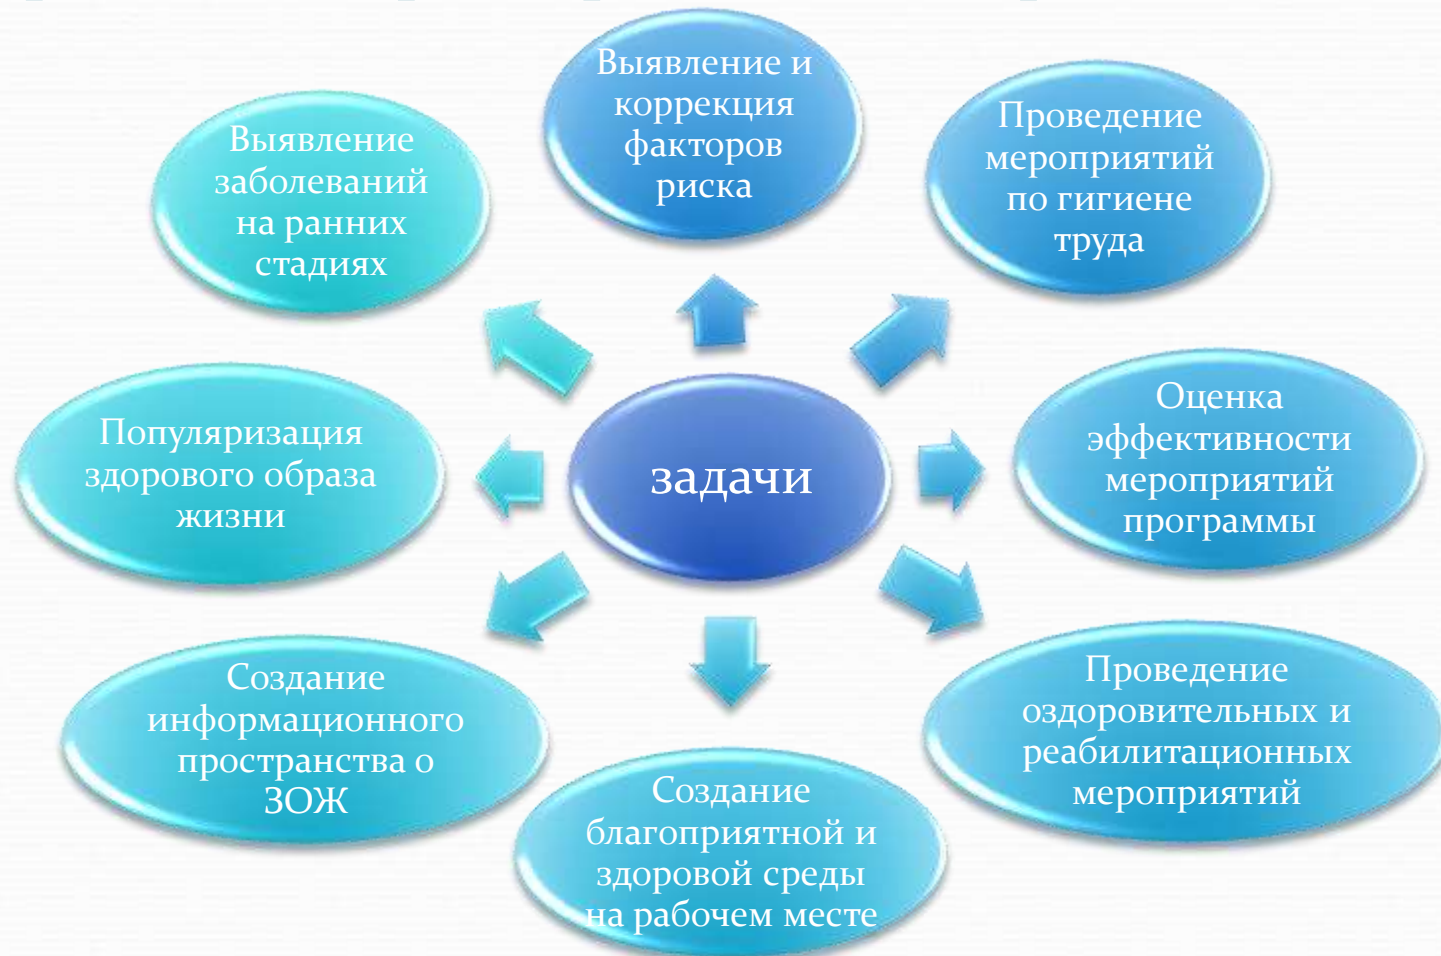 Выявление и
коррекция
факторов
риска
Проведение
мероприятий
по гигиене
труда
Оценка
эффективности
мероприятий
программы
Проведение
оздоровительных и
реабилитационных
мероприятий
Создание
благоприятной и
здоровой среды
на рабочем месте
Создание
информационного
пространства о
ЗОЖ
Популяризация
здорового образа
жизни
Выявление
заболеваний
на ранних
стадиях
задачи